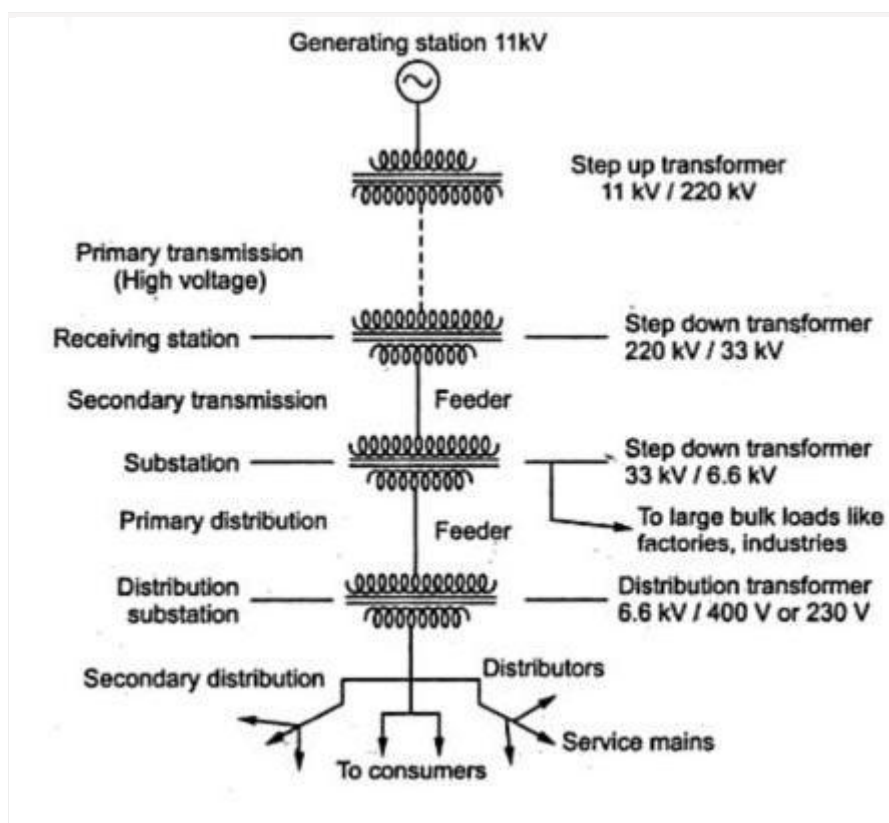 Generating station 11kV
Step up transformer
11 kV / 220 kV
Primary transmission
(High voltage)
Receiving station
Step down transformer
220 kV / 33 kV
Secondary transmission
Feeder
Substation
Step down transformer
33 kV / 6.6 kV
Primary distribution
Feeder
To large bulk loads like
factories, industries
Distribution
substation
Distribution transformer
6.6 kV / 400 V or 230 V
Secondary distribution
Distributors
Service mains
To consumers